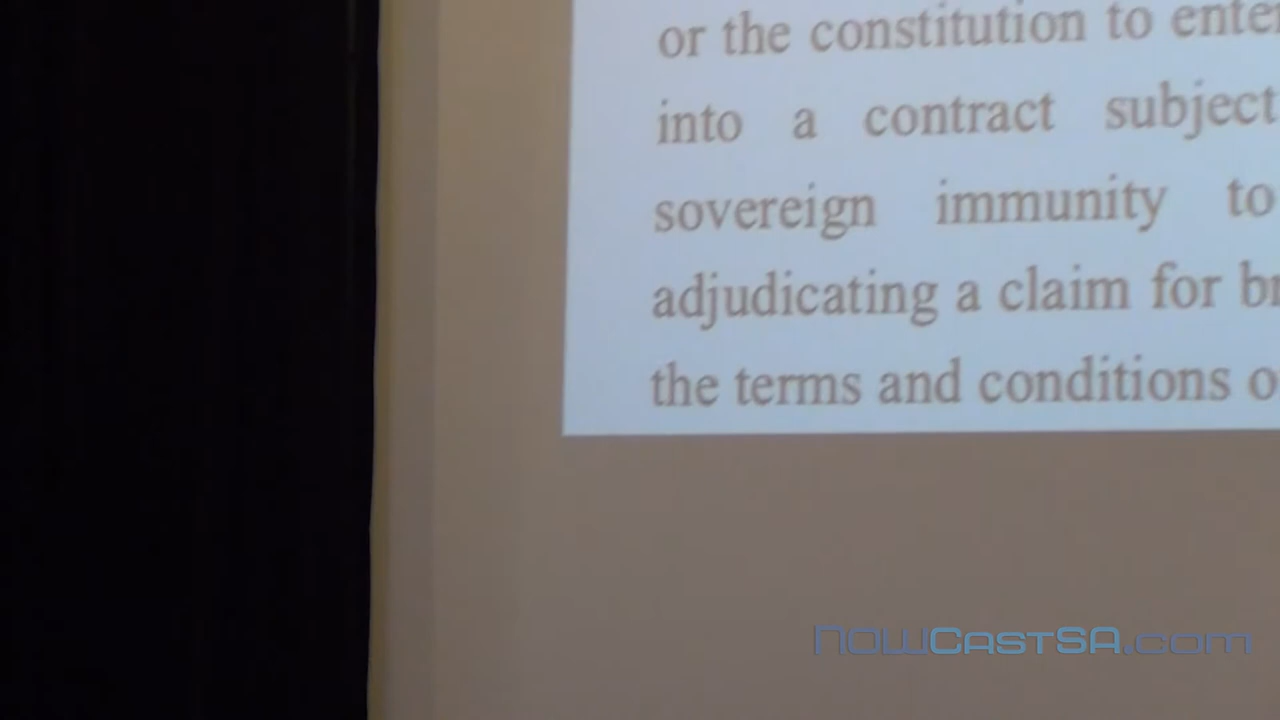 or the constitution to enter
into a contract subject
sovereign immunity to
adjudicating a claim for
the terms and conditions
NOWCASTSA.com